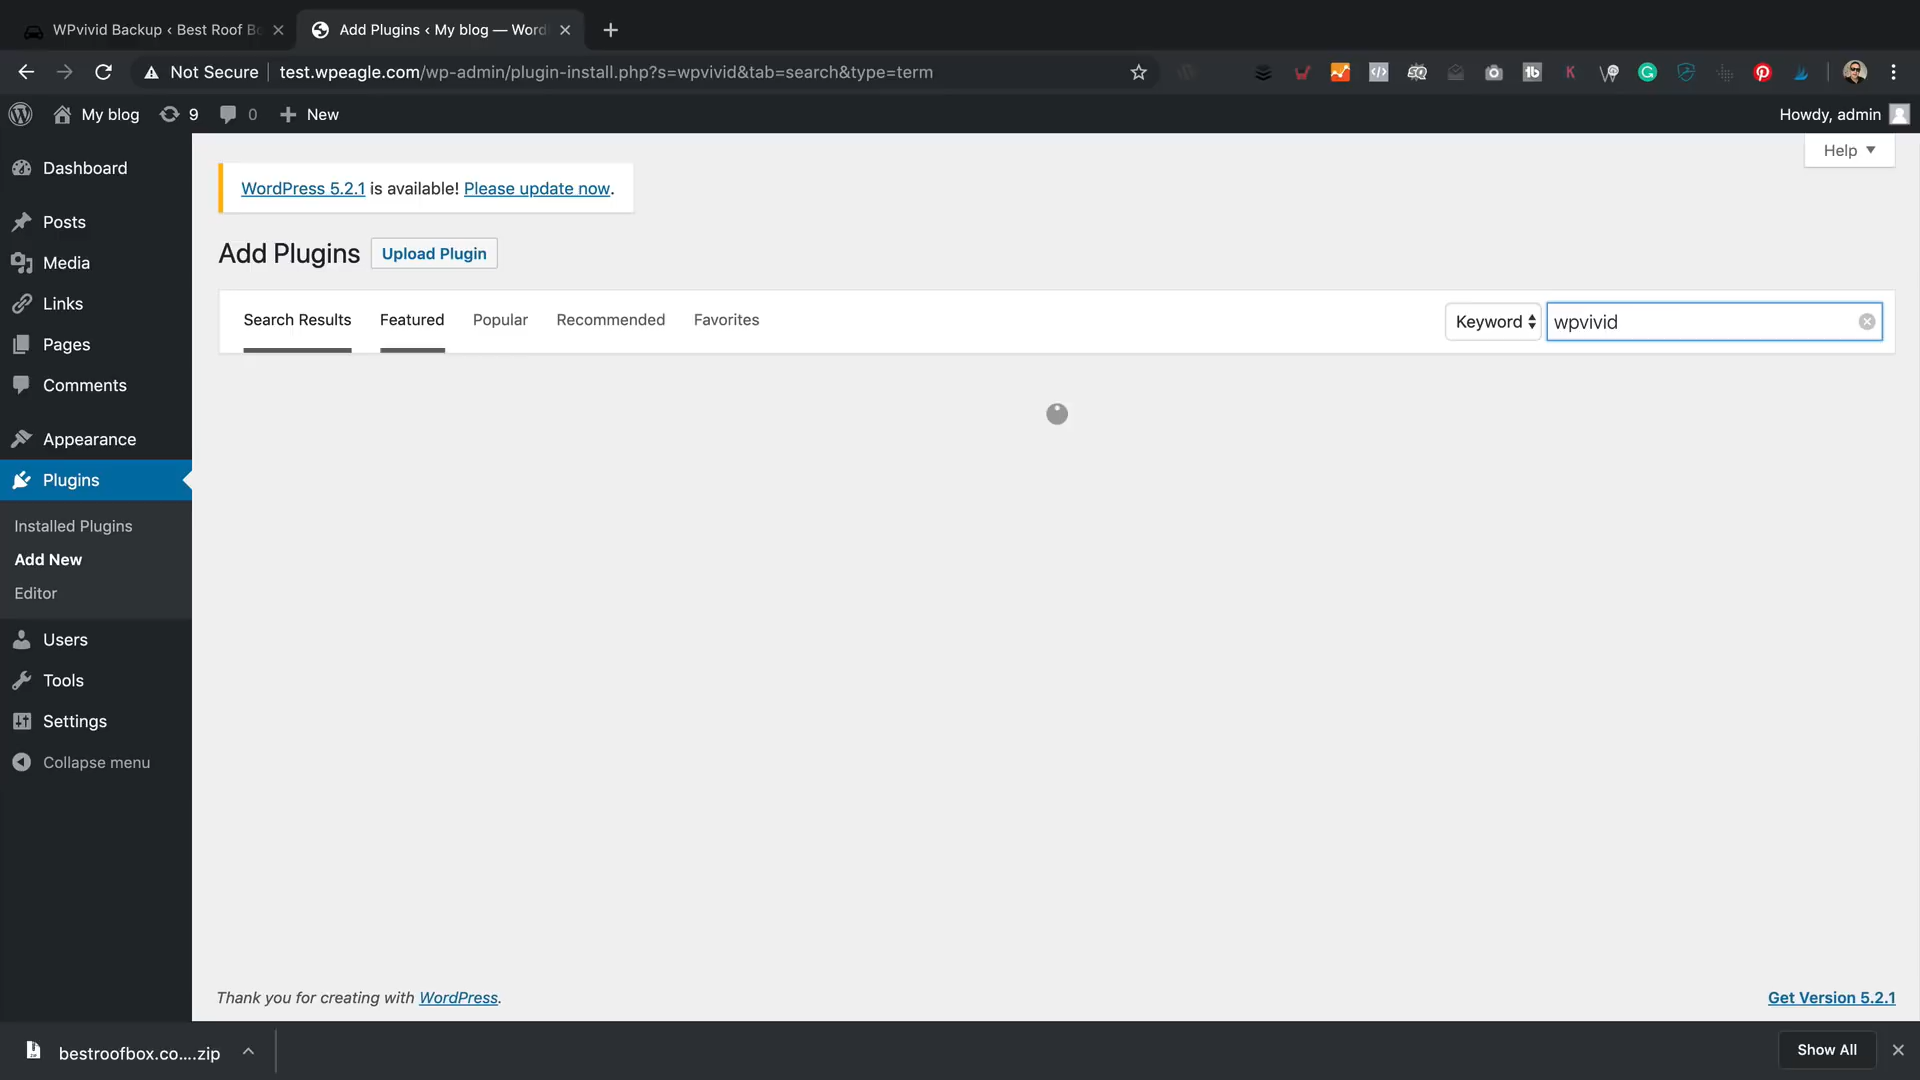 WPvivid Backup ‹ Best Roof Bo
Add Plugins ‹ My blog — Word
Not Secure
test.wpeagle.com/wp-admin/plugin-install.php?s=wpvivid&tab=search&type=term
My blog
9
0
New
Howdy, admin
Help
Dashboard
Posts
Media
Links
Pages
Comments
Appearance
Plugins
Installed Plugins
Add New
Editor
Users
Tools
Settings
Collapse menu
WordPress 5.2.1 is available! Please update now.
Add Plugins
Upload Plugin
Search Results
Featured
Popular
Recommended
Favorites
Keyword
wpvivid
Thank you for creating with WordPress.
Get Version 5.2.1
bestroofbox.co....zip
Show All